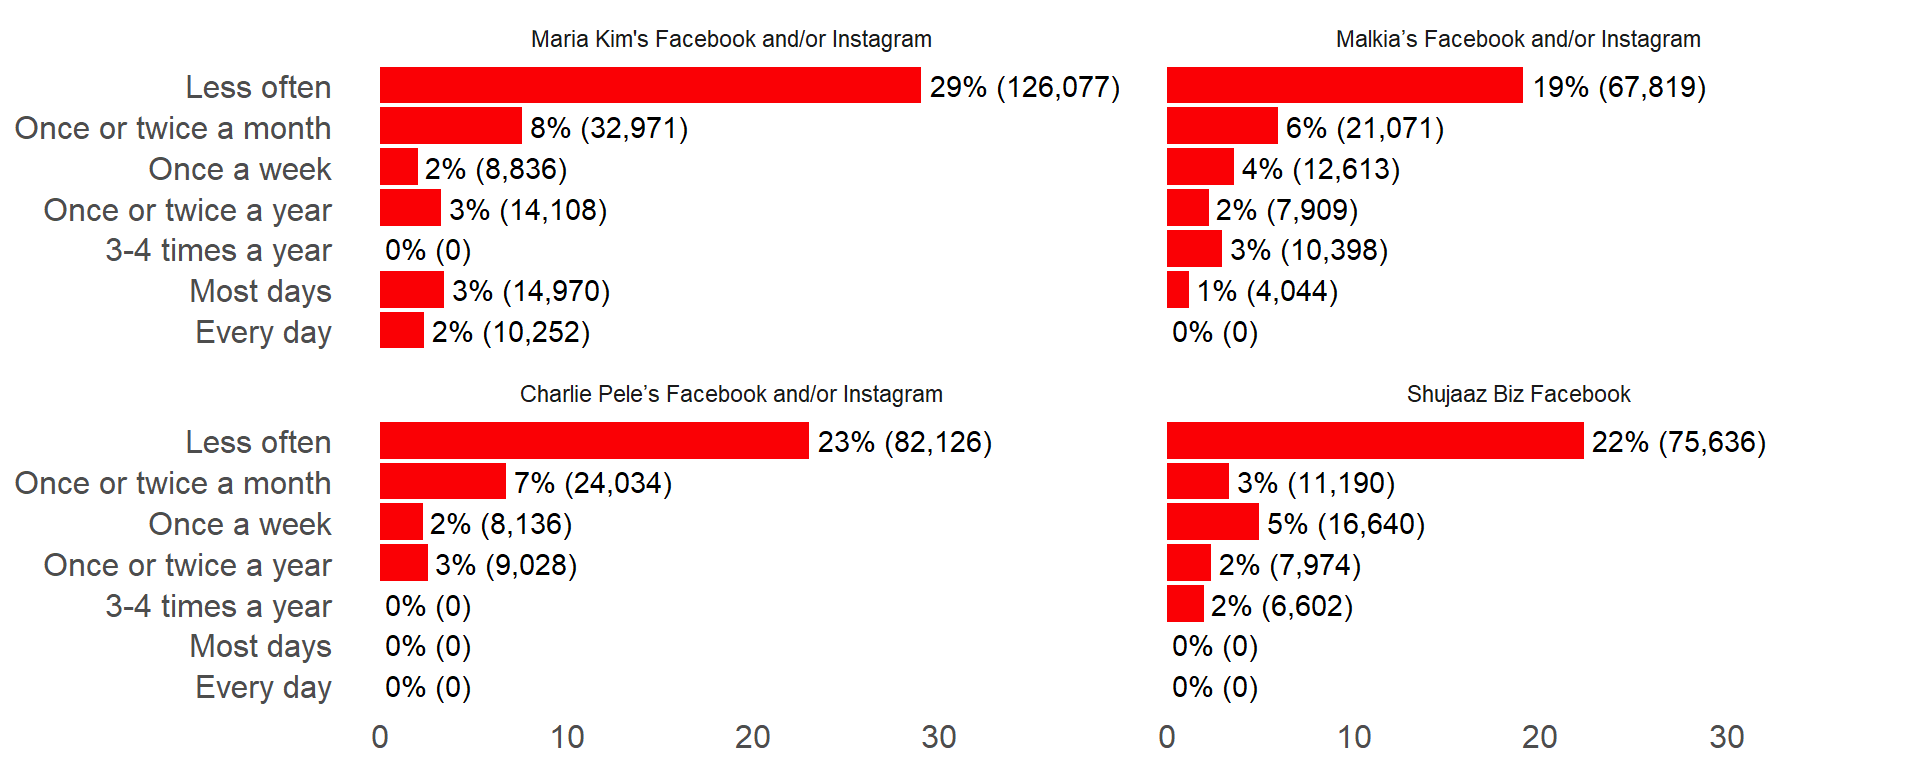 Maria Kim's Facebook and/or Instagram
Less often 29% (126,077)
Once or twice a month 8% (32,971)
Once a week 2% (8,836)
Once or twice a year 3% (14,108)
3-4 times a year 0% (0)
Most days 3% (14,970)
Every day 2% (10,252)
Malkia’s Facebook and/or Instagram
19% (67,819)
6% (21,071)
4% (12,613)
2% (7,909)
3% (10,398)
1% (4,044)
0% (0)
Charlie Pele’s Facebook and/or Instagram
Less often 23% (82,126)
Once or twice a month 7% (24,034)
Once a week 2% (8,136)
Once or twice a year 3% (9,028)
3-4 times a year 0% (0)
Most days 0% (0)
Every day 0% (0)
0 10 20 30
Shujaaz Biz Facebook
22% (75,636)
3% (11,190)
5% (16,640)
2% (7,974)
2% (6,602)
0% (0)
0% (0)
0 10 20 30